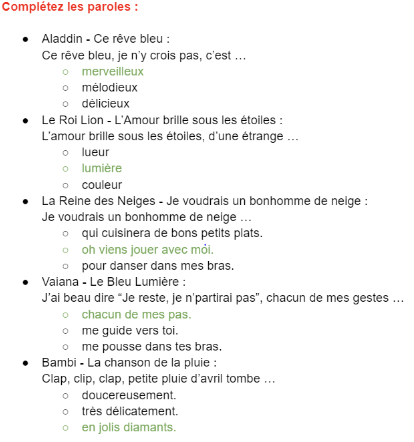 Complétez les paroles :
● Aladdin - Ce rêve bleu :
Ce rêve bleu, je n’y crois pas, c’est …
○ merveilleux
○ mélodieux
○ délicieux
● Le Roi Lion - L’Amour brille sous les étoiles :
L’amour brille sous les étoiles, d’une étrange …
○ lueur
○ lumière
○ couleur
● La Reine des Neiges - Je voudrais un bonhomme de neige :
Je voudrais un bonhomme de neige …
○ qui cuisinera de bons petits plats.
○ oh viens jouer avec moi.
○ pour danser dans mes bras.
● Vaiana - Le Bleu Lumière :
J’ai beau dire “Je reste, je n’partirai pas”, chacun de mes gestes …
○ chacun de mes pas.
○ me guide vers toi.
○ me pousse dans tes bras.
● Bambi - La chanson de la pluie :
Clap, clip, clap, petite pluie d’avril tombe …
○ doucereusement.
○ très délicatement.
○ en jolis diamants.